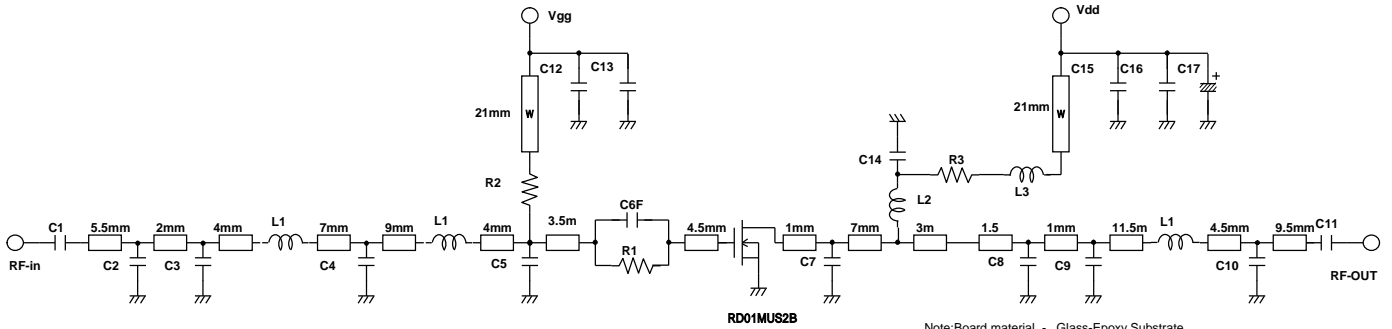 Vgg
Vdd
C12
C13
C15
C16
C17
+
21mm
W
21mm
W
C14
R3
R2
L2
L3
C6F
3.5m
C1
5.5mm
2mm
4mm
L1
7mm
9mm
L1
4mm
R1
4.5mm
1mm
7mm
3m
1.5
1mm
11.5m
L1
4.5mm
9.5mm
C11
RF-in
C2
C3
C4
C5
C7
C8
C9
C10
RF-OUT
RD01MUS2B
Note:Board material - Glass-Epoxy Substrate